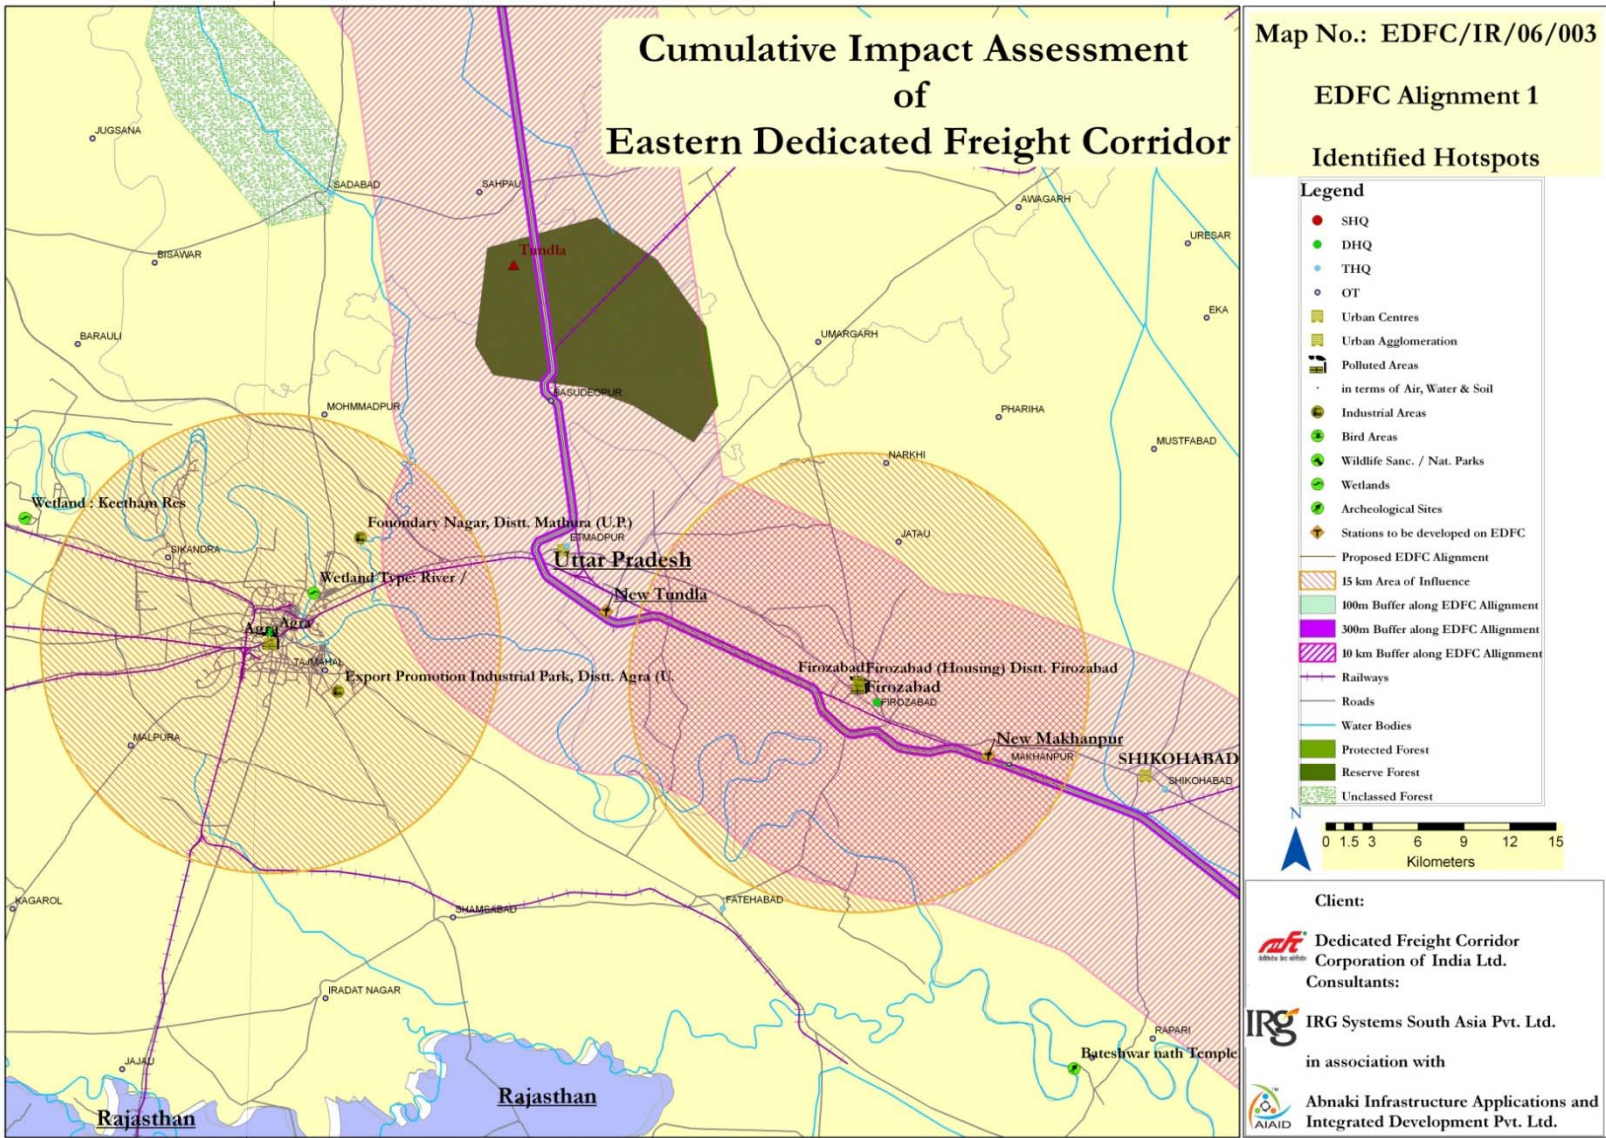 Cumulative Impact Assessment
of
Eastern Dedicated Freight Corridor
JUGSANA
SADABAD
SAHPAU
AWAGARH
URESAR
BISAWAR
Tundla
EKA
BARAULI
UMARGARH
BASUDEOPUR
MOHMMADPUR
PHARIHA
MUSTFABAD
NARKHI
Wetland : Keetham Res
Fouondary Nagar, Distt. Mathura (U.P.)
ETMADPUR
JATAU
SIKANDRA
Uttar Pradesh
Wetland Type: River /
New Tundla
Agra
Agra
TAJMAHAL
Export Promotion Industrial Park, Distt. Agra (U.
Firozabad
Firozabad (Housing) Distt. Firozabad
Firozabad
FIROZABAD
MALPURA
New Makhanpur
MAKHANPUR
SHIKOHABAD
SHIKOHABAD
KAGAROL
SHAMSABAD
FATEHABAD
IRADAT NAGAR
RAPARI
JAJAU
Bateshwar nath Temple
Rajasthan
Rajasthan
Map No.: EDFC/IR/06/003
EDFC Alignment 1
Identified Hotspots
Legend
SHQ
DHQ
THQ
OT
Urban Centres
Urban Agglomeration
Polluted Areas
in terms of Air, Water & Soil
Industrial Areas
Bird Areas
Wildlife Sanc. / Nat. Parks
Wetlands
Archeological Sites
Stations to be developed on EDFC
Proposed EDFC Alignment
15 km Area of Influence
100m Buffer along EDFC Allignment
300m Buffer along EDFC Allignment
10 km Buffer along EDFC Allignment
Railways
Roads
Water Bodies
Protected Forest
Reserve Forest
Unclassed Forest
N
0 1.5 3 6 9 12 15
Kilometers
Client:
Dedicated Freight Corridor
Corporation of India Ltd.
Consultants:
IRG IRG Systems South Asia Pvt. Ltd.
in association with
Abnaki Infrastructure Applications and
AIAID Integrated Development Pvt. Ltd.